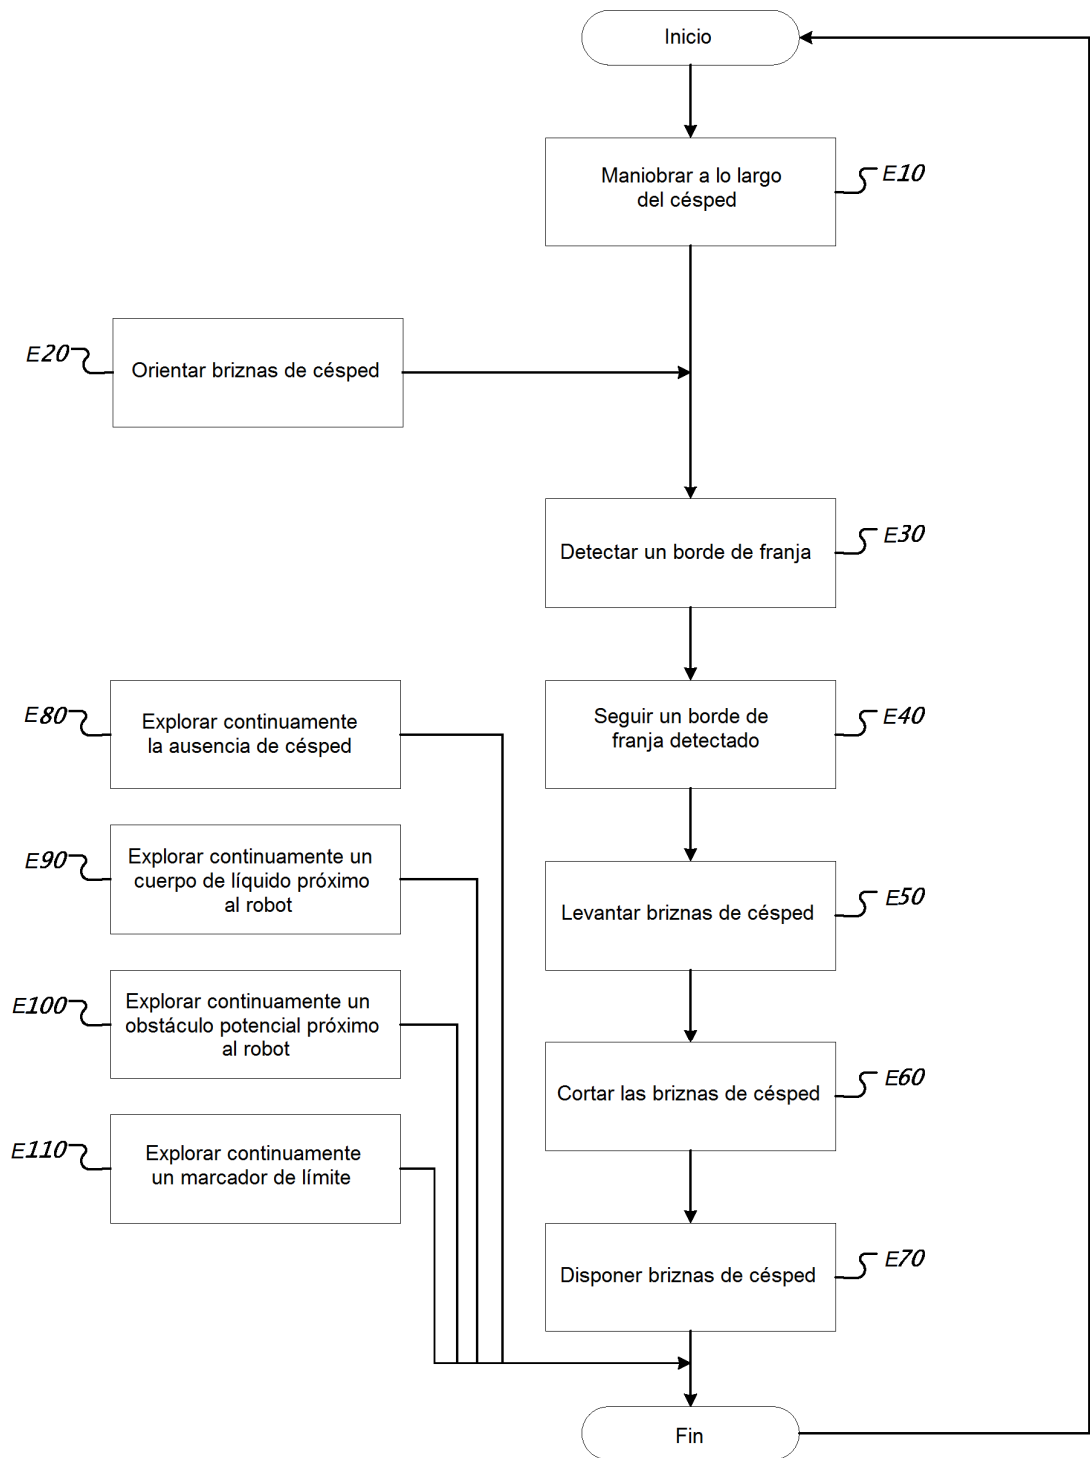 Inicio
Maniobrar a lo largo
del césped
E10
E20
Orientar briznas de césped
Detectar un borde de franja
E30
E80
Explorar continuamente
la ausencia de césped
Seguir un borde de
franja detectado
E40
E90
Explorar continuamente un
cuerpo de líquido próximo
al robot
Levantar briznas de césped
E50
E100
Explorar continuamente un
obstáculo potencial próximo
al robot
Cortar las briznas de césped
E60
E110
Explorar continuamente
un marcador de límite
Disponer briznas de césped
E70
Fin